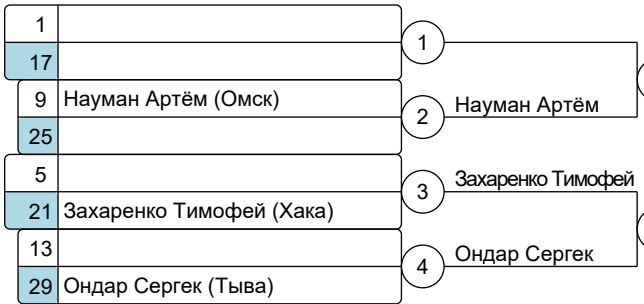 1
1
17
9 Науман Артём (Омск)
2 Науман Артём
25
5
3 Захаренко Тимофей
21 Захаренко Тимофей (Хака)
13
4 Ондар Сергек
29 Ондар Сергек (Тыва)